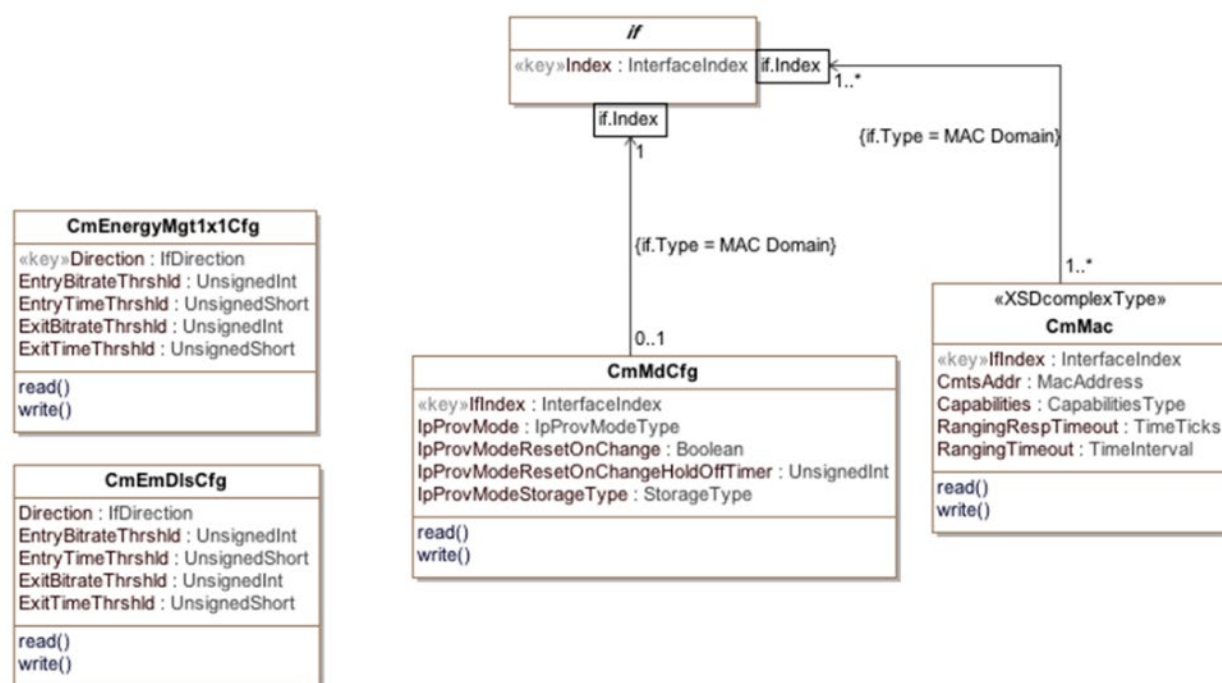 if
«key»Index : InterfaceIndex
if.Index
1..*
if.Index
1
{if.Type = MAC Domain}
{if.Type = MAC Domain}
0..1
1..*
CmEnergyMgt1x1Cfg
«key»Direction : IfDirection
EntryBitrateThrshld : UnsignedInt
EntryTimeThrshld : UnsignedShort
ExitBitrateThrshld : UnsignedInt
ExitTimeThrshld : UnsignedShort
read()
write()
CmEmDlsCfg
Direction : IfDirection
EntryBitrateThrshld : UnsignedInt
EntryTimeThrshld : UnsignedShort
ExitBitrateThrshld : UnsignedInt
ExitTimeThrshld : UnsignedShort
read()
write()
CmMdCfg
«key»IfIndex : InterfaceIndex
IpProvMode : IpProvModeType
IpProvModeResetOnChange : Boolean
IpProvModeResetOnChangeHoldOffTimer : UnsignedInt
IpProvModeStorageType : StorageType
read()
write()
«XSDcomplexType»
CmMac
«key»IfIndex : InterfaceIndex
CmtsAddr : MacAddress
Capabilities : CapabilitiesType
RangingRespTimeout : TimeTicks
RangingTimeout : TimeInterval
read()
write()